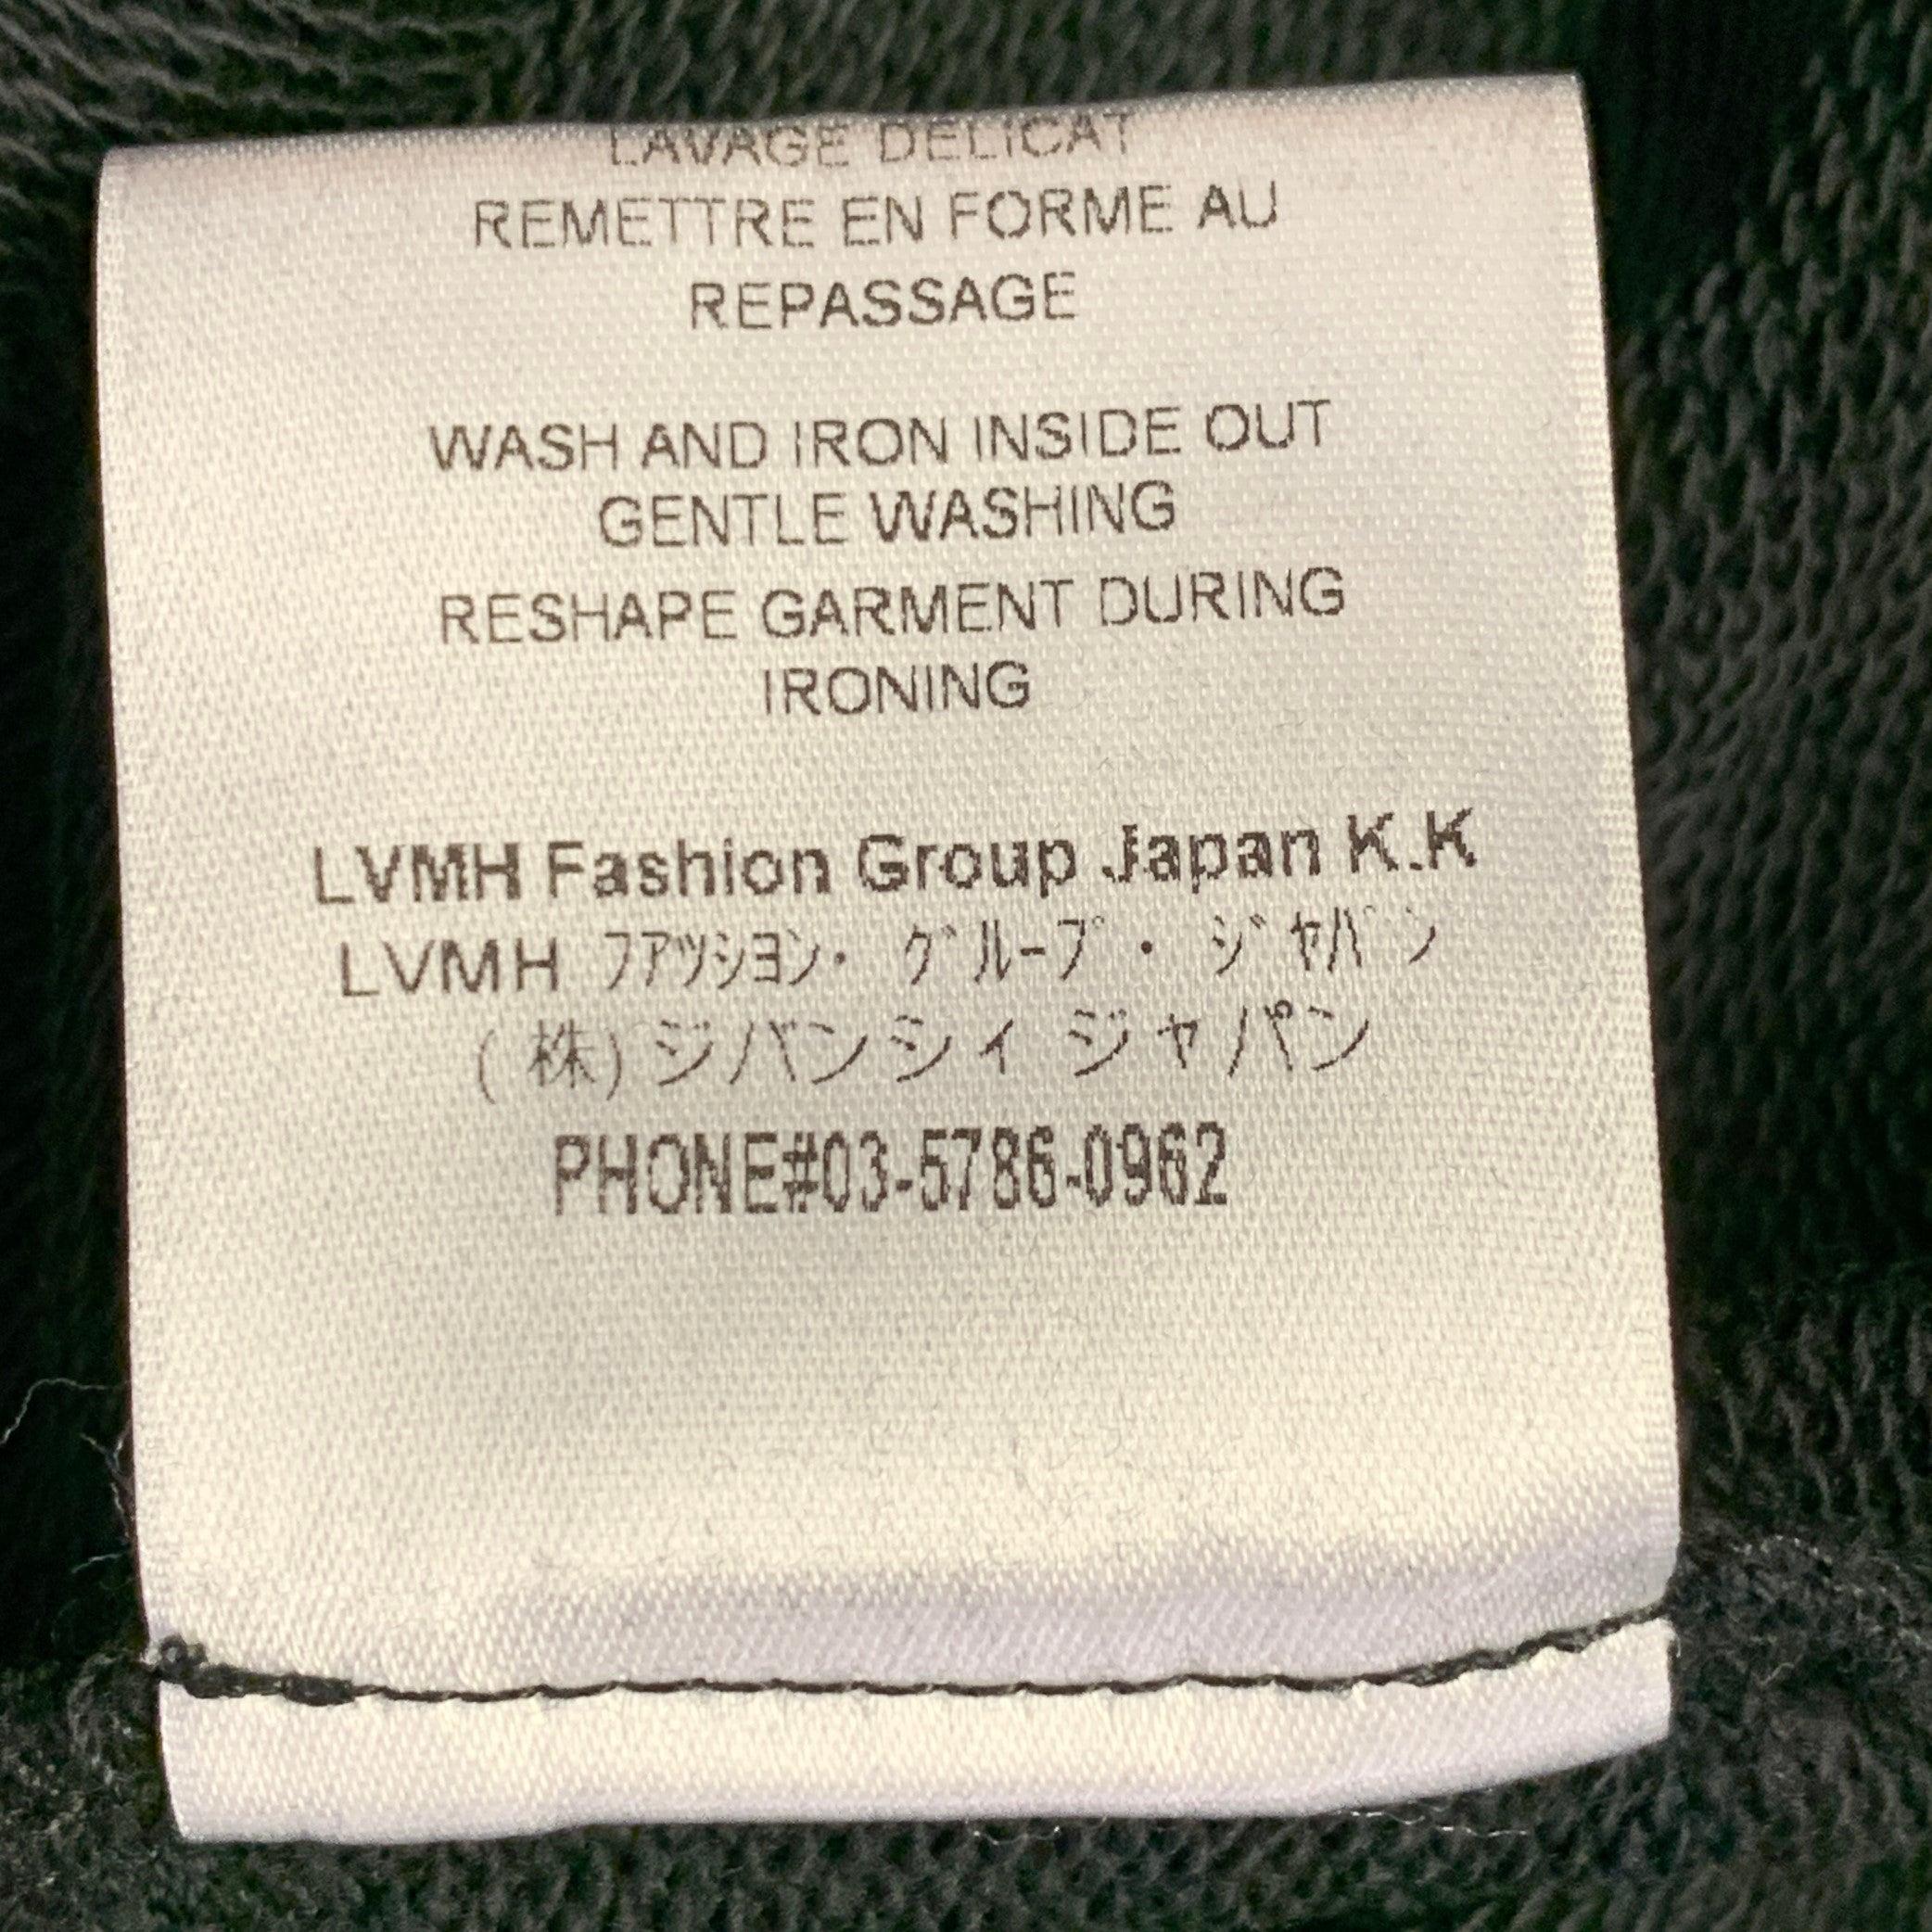 LAVAGE DELICAT
REMETTRE EN FORME AU
REPASSAGE
WASH AND IRON INSIDE OUT
GENTLE WASHING
RESHAPE GARMENT DURING
IRONING
LVMH Fashion Group Japan K.K
LVMH ファツシヨン・ グループ・ ジャパン
(株)ジバンシィ ジャパン
PHONE#03-5786-0962